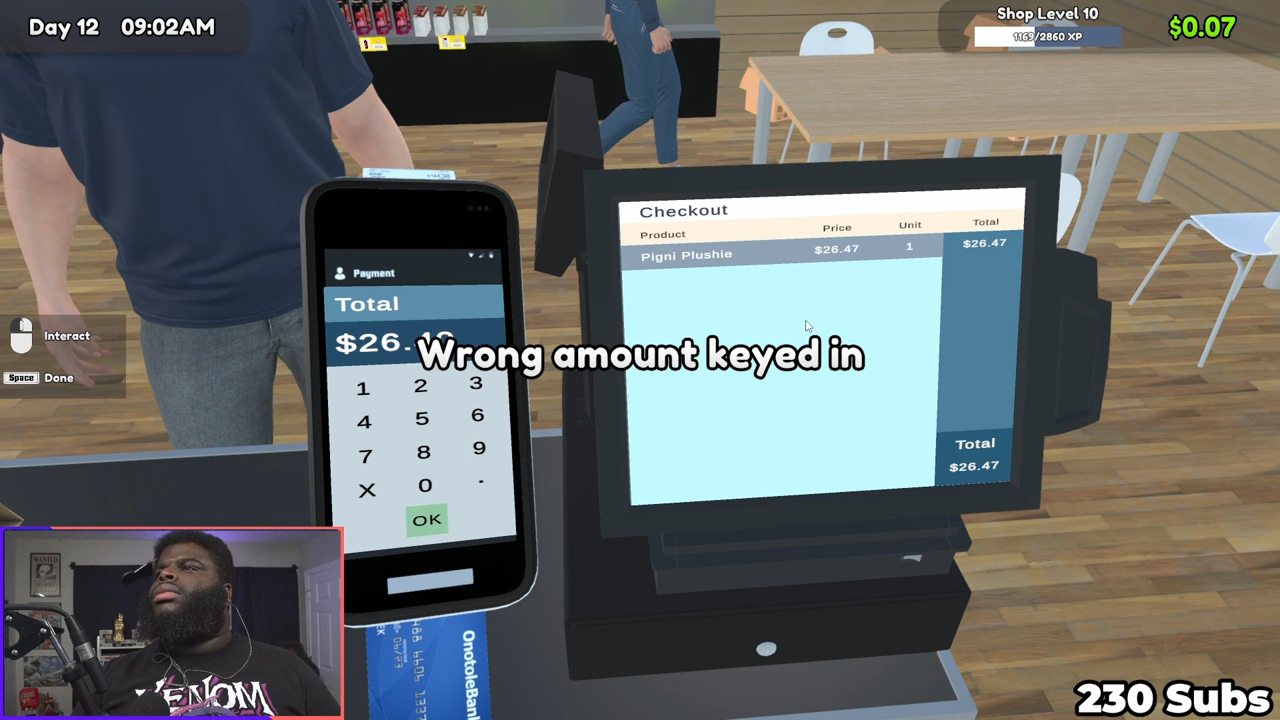 Day 12 09:02AM
Shop Level 10
1169/2860 XP
$0.07
Interact
Space Done
Payment
Total
1 2 3
4 5 6
7 8 9
X 0 .
OK
Checkout
Product Price Unit Total
Pigni Plushie $26.47 1 $26.47
Total
$26.47
Wrong amount keyed in
OnotoleBank
VENOM
230 Subs